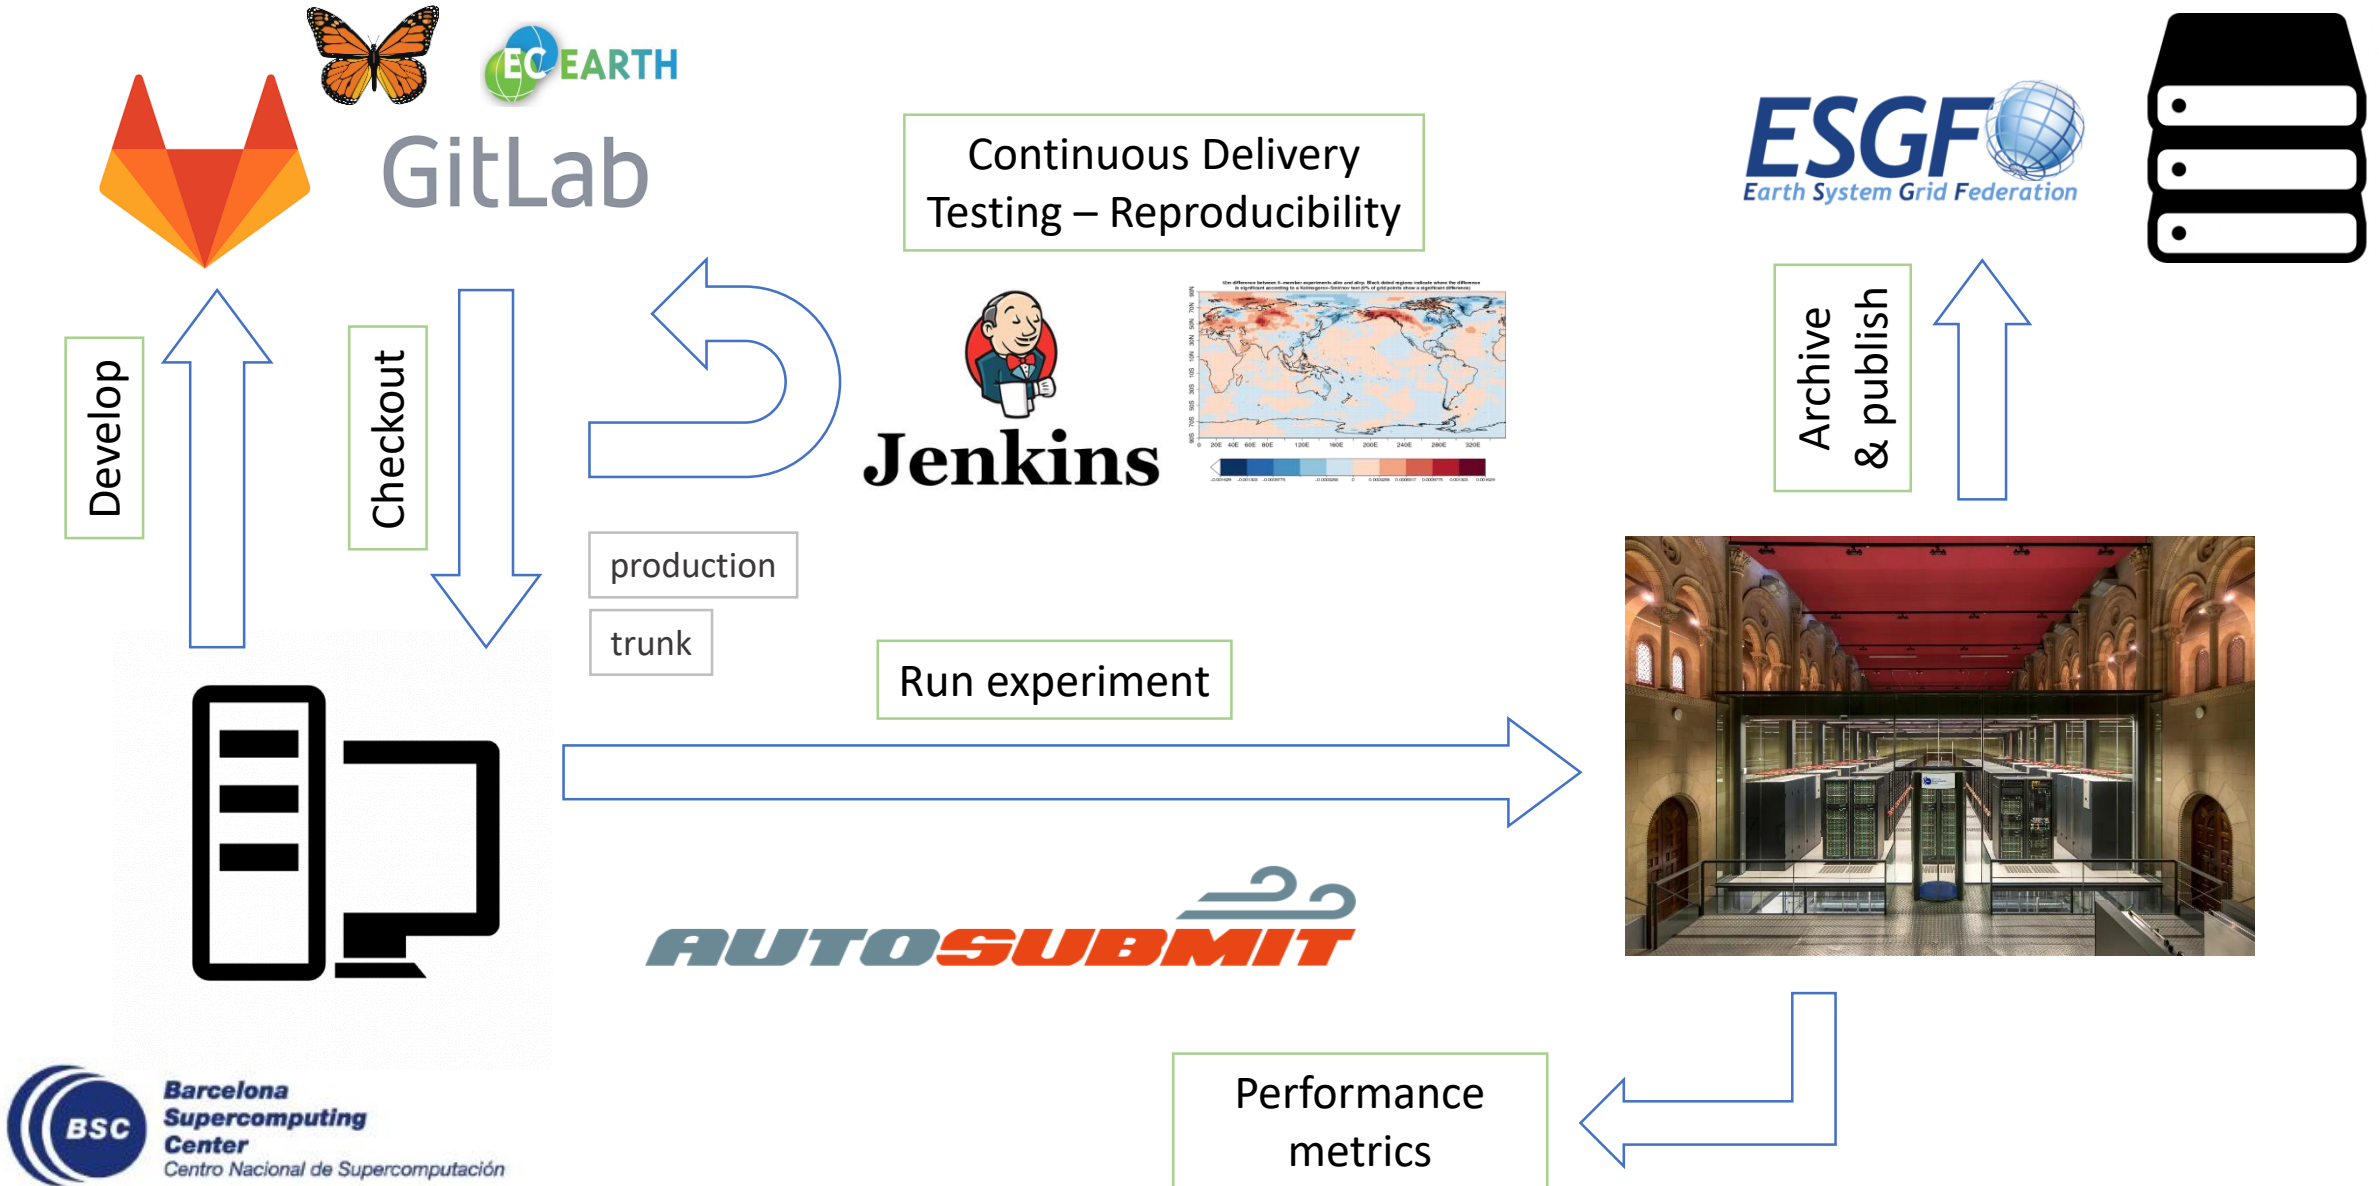 EC EARTH
GitLab
Continuous Delivery
Testing – Reproducibility
ESGF
Earth System Grid Federation
Develop
Checkout
Jenkins
Archive
& publish
production
trunk
Run experiment
AUTOSUBMIT
BSC
Barcelona
Supercomputing
Center
Centro Nacional de Supercomputación
Performance
metrics